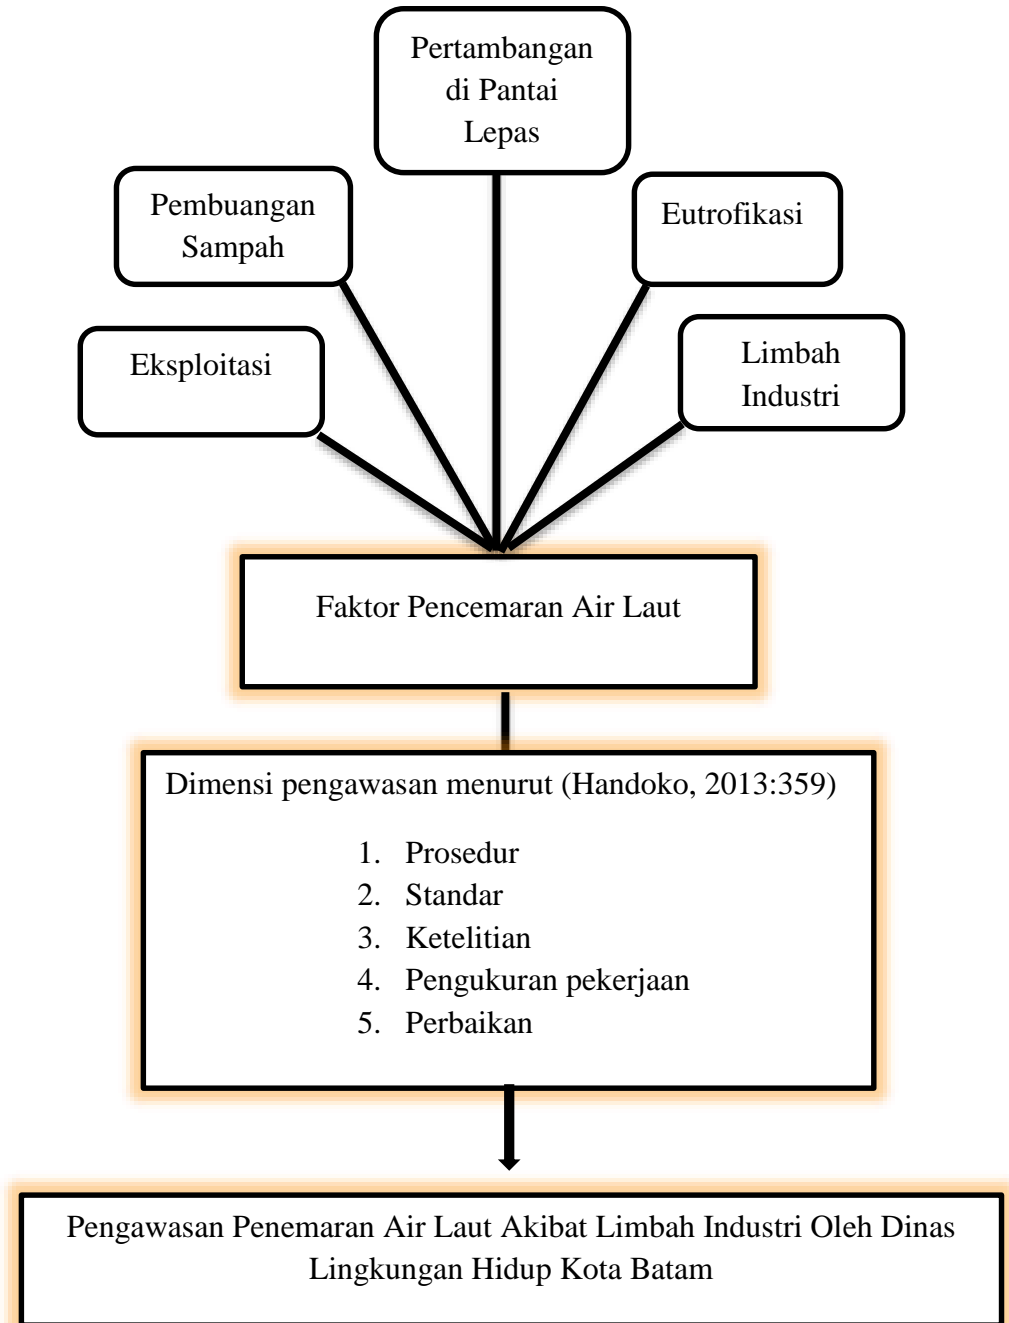 Pertambangan
di Pantai
Lepas
Pembuangan
Sampah
Eutrofikasi
Eksploitasi
Limbah
Industri
Faktor Pencemaran Air Laut
Dimensi pengawasan menurut (Handoko, 2013:359)
1. Prosedur
2. Standar
3. Ketelitian
4. Pengukuran pekerjaan
5. Perbaikan
Pengawasan Penemaran Air Laut Akibat Limbah Industri Oleh Dinas
Lingkungan Hidup Kota Batam